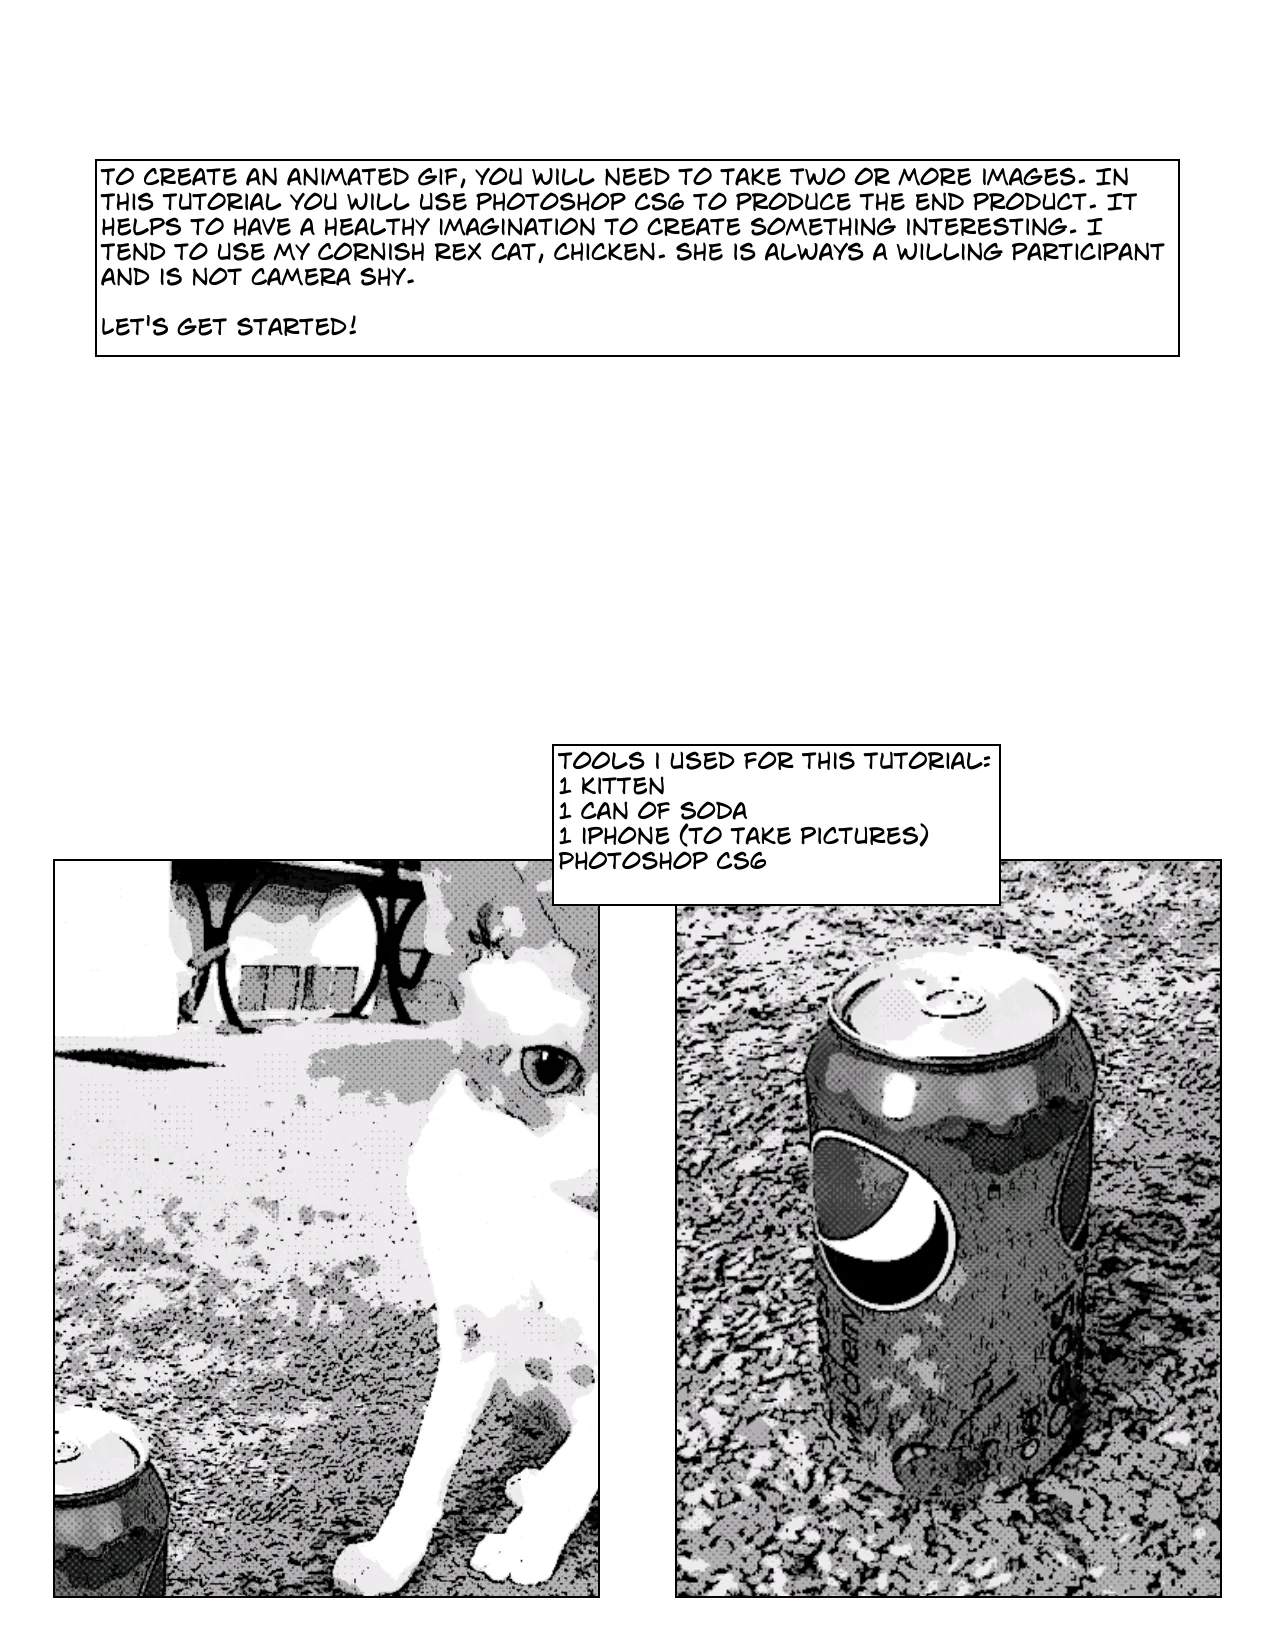 TO CREATE AN ANIMATED GIF, YOU WILL NEED TO TAKE TWO OR MORE IMAGES. IN
THIS TUTORIAL YOU WILL USE PHOTOSHOP CS6 TO PRODUCE THE END PRODUCT. IT
HELPS TO HAVE A HEALTHY IMAGINATION TO CREATE SOMETHING INTERESTING. I
TEND TO USE MY CORNISH REX CAT, CHICKEN. SHE IS ALWAYS A WILLING PARTICIPANT
AND IS NOT CAMERA SHY.
LET'S GET STARTED!
TOOLS I USED FOR THIS TUTORIAL:
1 KITTEN
1 CAN OF SODA
1 IPHONE (TO TAKE PICTURES)
PHOTOSHOP CS6